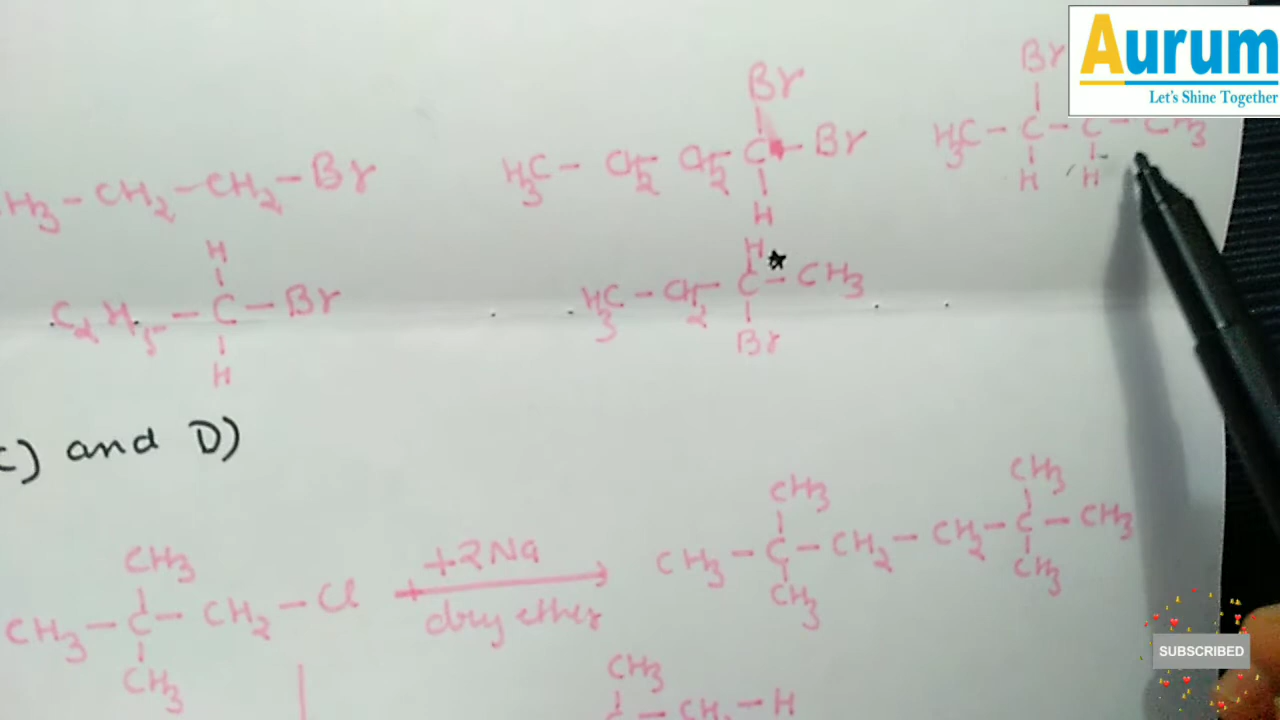 Aurum
Let's Shine Together
Br
Br
H₃C - C - C - CH₃
H H
H₃C - CH₂ CH₂ C - Br
H
H₃ - CH₂ - CH₂ - Br
H
C₂H₅ - C - Br
H
H
H₃C - CH₂ - C - CH₃
Br
C) and D)
CH₃ CH₃
CH₃ - C - CH₂ - CH₂ - C - CH₃
CH₃ CH₃
+2Na
dry ether
CH₃
CH₃ - C - CH₂ - Cl
CH₃
CH₃
C - CH₂ - H
SUBSCRIBED